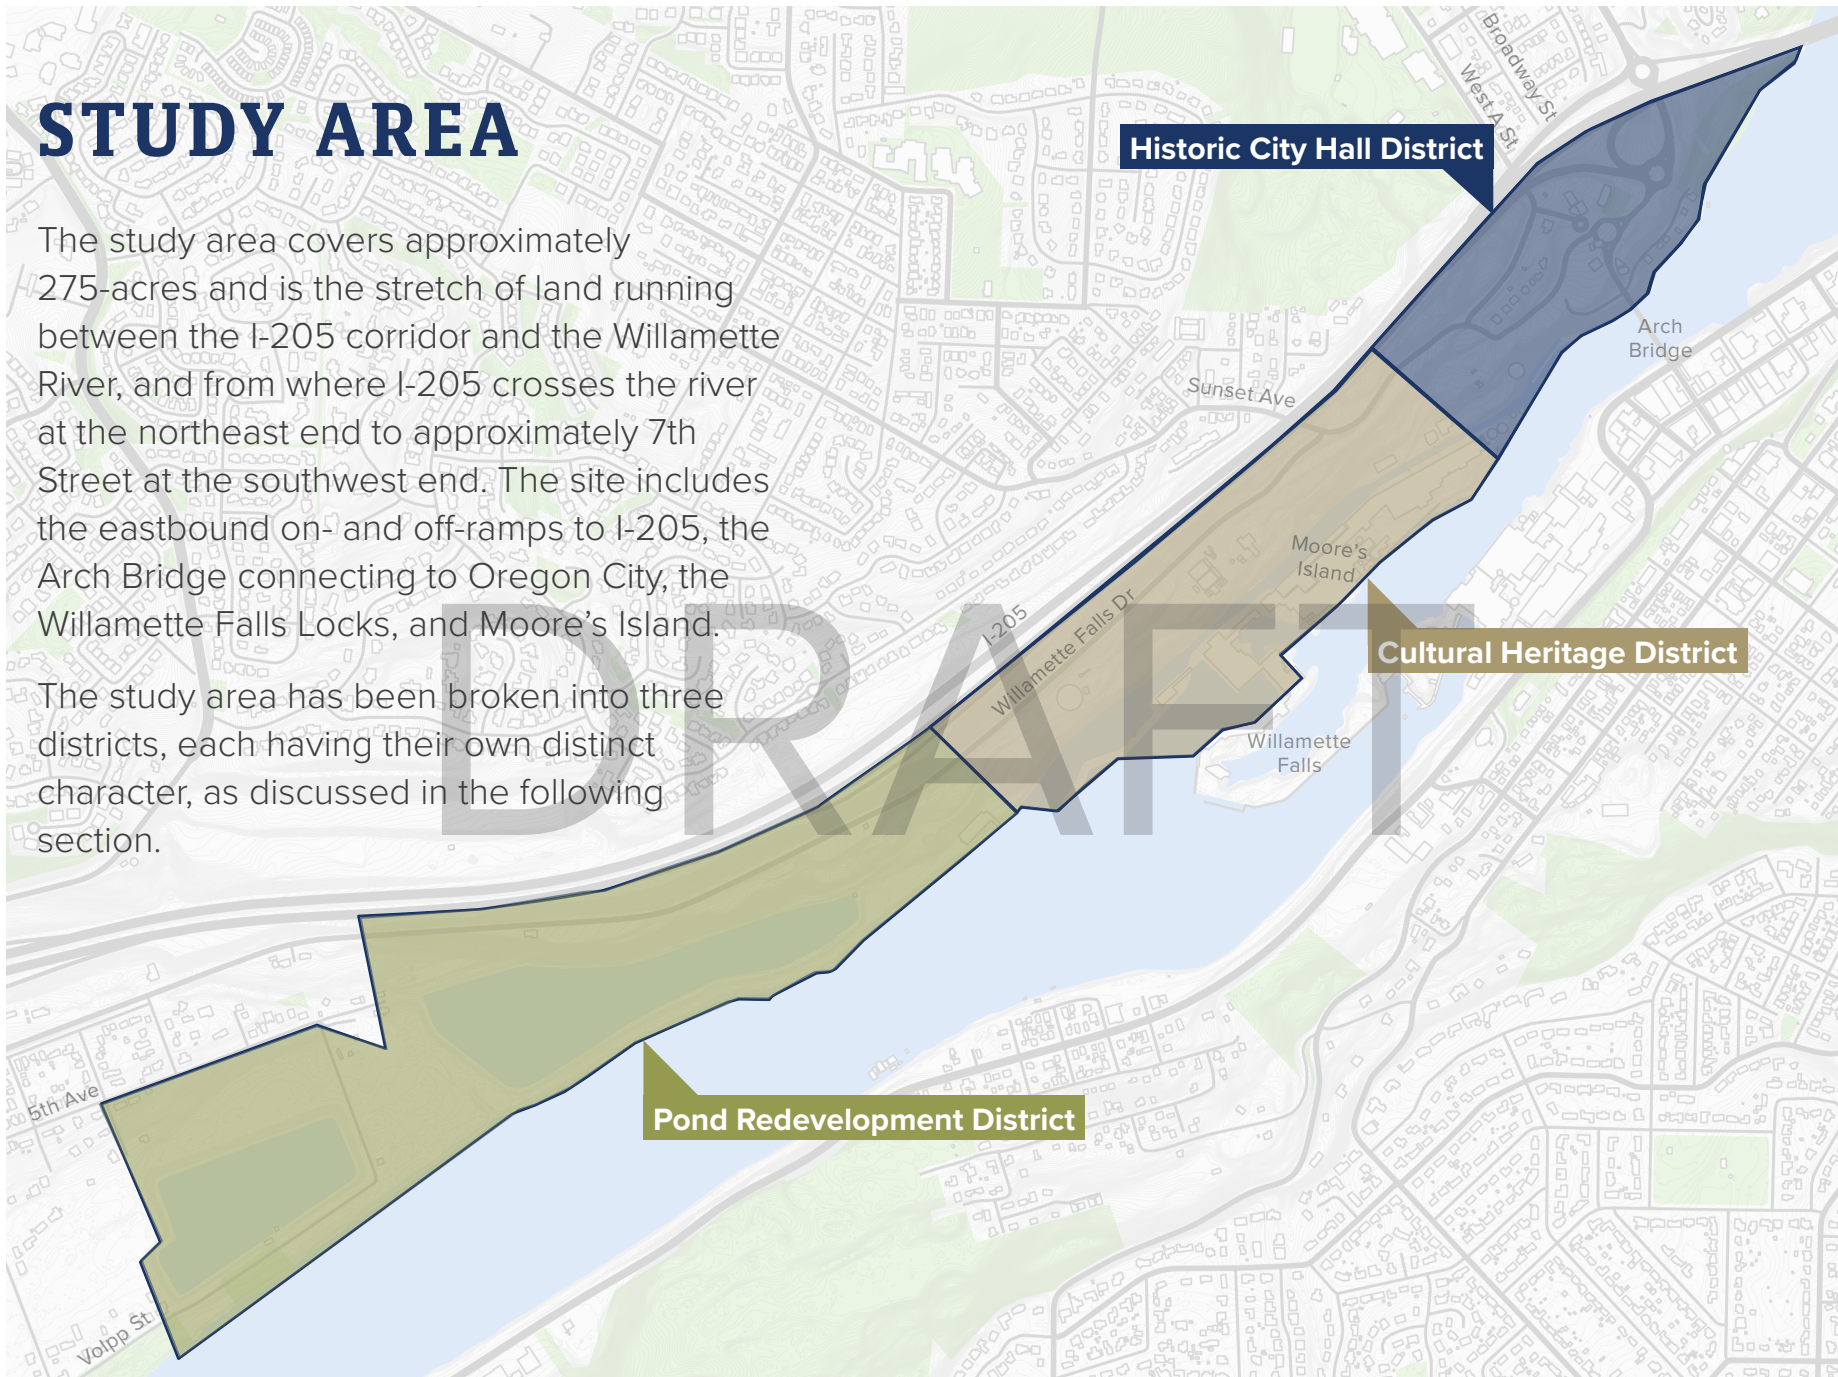 STUDY AREA
The study area covers approximately
275-acres and is the stretch of land running
between the I-205 corridor and the Willamette
River, and from where I-205 crosses the river
at the northeast end to approximately 7th
Street at the southwest end. The site includes
the eastbound on- and off-ramps to I-205, the
Arch Bridge connecting to Oregon City, the
Willamette Falls Locks, and Moore’s Island.
The study area has been broken into three
districts, each having their own distinct
character, as discussed in the following
section.
DRAFT
Broadway St
West A St
Historic City Hall District
Arch
Bridge
Sunset Ave
Moore's
Island
I-205
Willamette Falls Dr
Cultural Heritage District
Willamette
Falls
5th Ave
Pond Redevelopment District
Volpp St